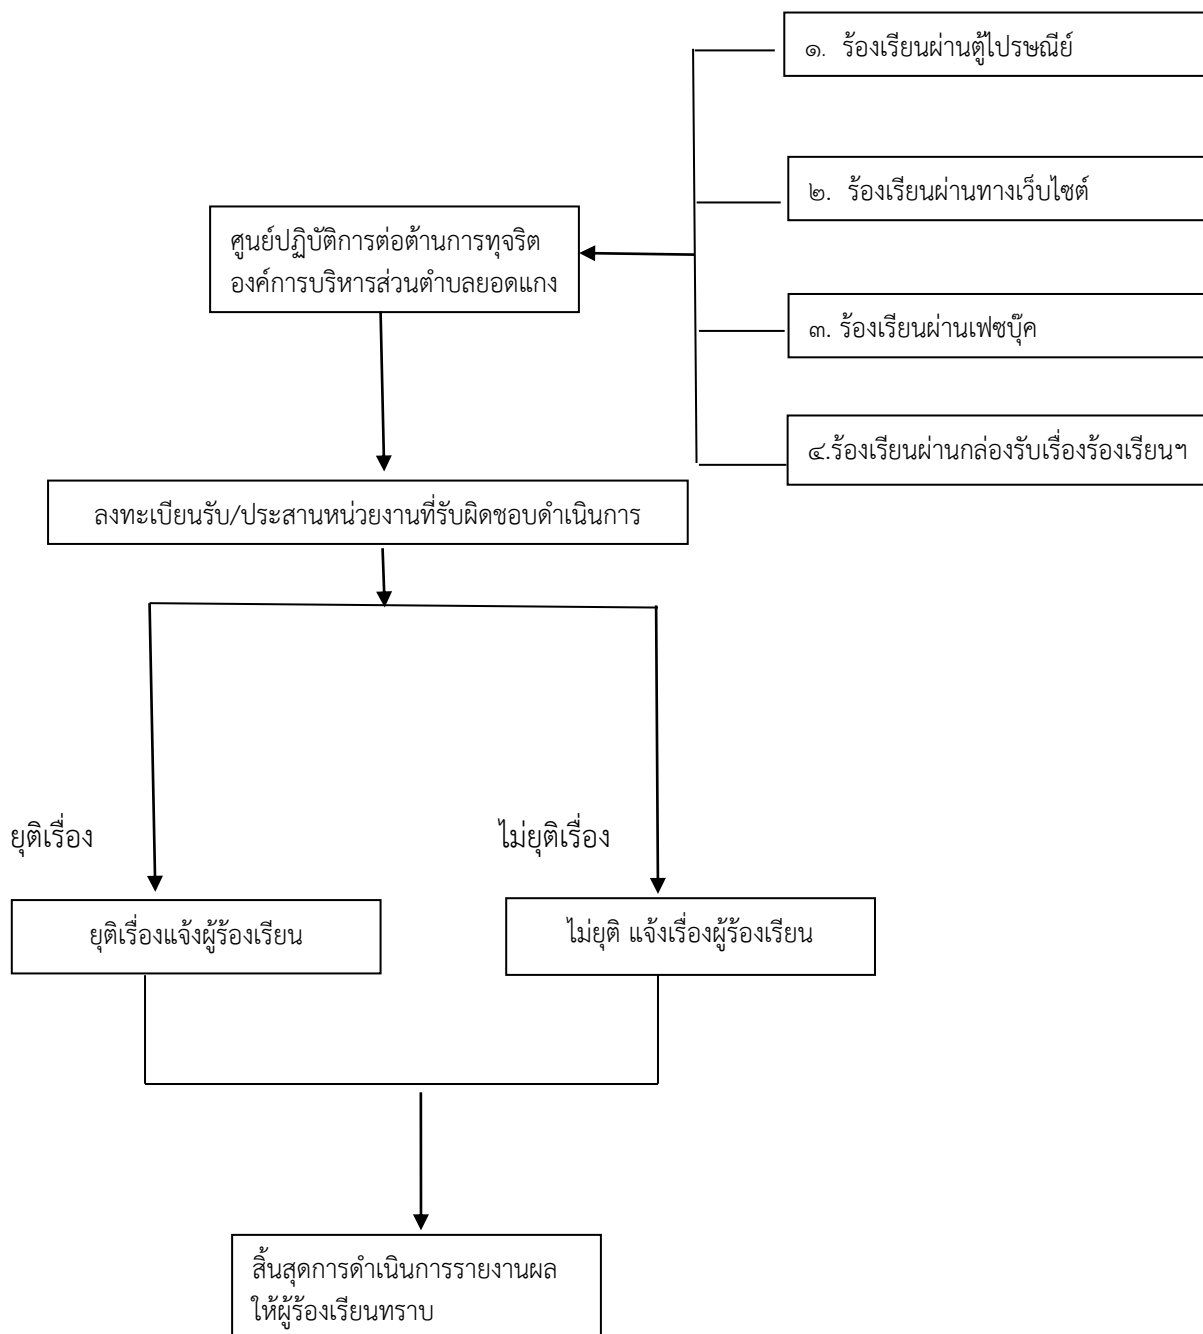 ๑. ร้องเรียนผ่านตู้ไปรษณีย์
๒. ร้องเรียนผ่านทางเว็บไซต์
ศูนย์ปฏิบัติการต่อต้านการทุจริต
องค์การบริหารส่วนตำบลยอดแกง
๓. ร้องเรียนผ่านเฟซบุ๊ค
๔.ร้องเรียนผ่านกล่องรับเรื่องร้องเรียนฯ
ลงทะเบียนรับ/ประสานหน่วยงานที่รับผิดชอบดำเนินการ
ยุติเรื่อง
ไม่ยุติเรื่อง
ยุติเรื่องแจ้งผู้ร้องเรียน
ไม่ยุติ แจ้งเรื่องผู้ร้องเรียน
สิ้นสุดการดำเนินการรายงานผล
ให้ผู้ร้องเรียนทราบ